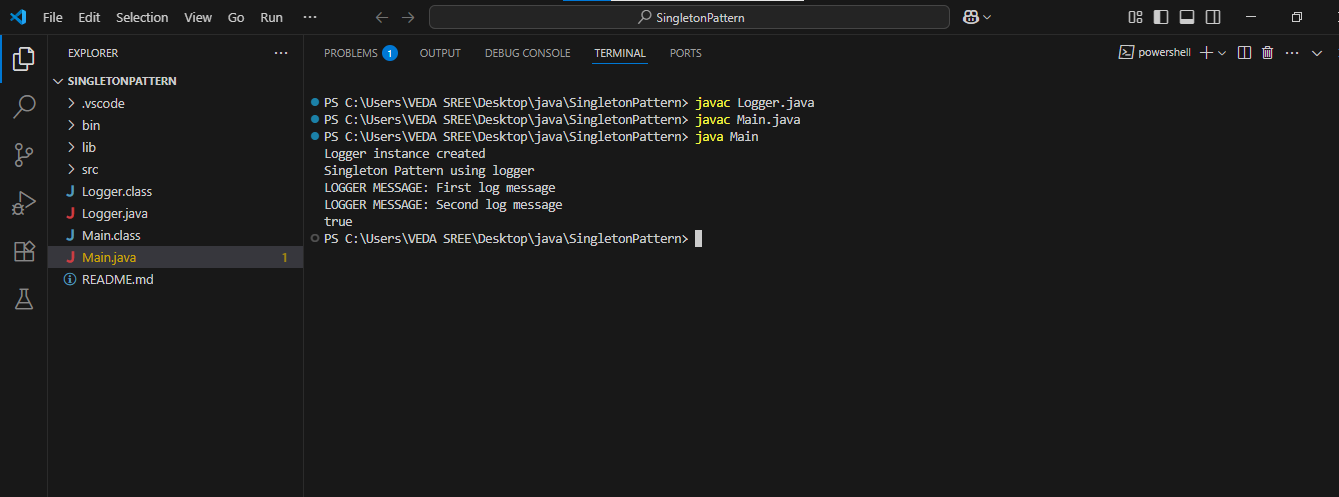 File Edit Selection View Go Run ··· SingletonPattern
EXPLORER ···
SINGLETONPATTERN
.vscode
bin
lib
src
J Logger.class
J Logger.java
J Main.class
J Main.java 1
README.md
PROBLEMS 1 OUTPUT DEBUG CONSOLE TERMINAL PORTS powershell
PS C:\Users\VEDA SREE\Desktop\java\SingletonPattern> javac Logger.java
PS C:\Users\VEDA SREE\Desktop\java\SingletonPattern> javac Main.java
PS C:\Users\VEDA SREE\Desktop\java\SingletonPattern> java Main
Logger instance created
Singleton Pattern using logger
LOGGER MESSAGE: First log message
LOGGER MESSAGE: Second log message
true
PS C:\Users\VEDA SREE\Desktop\java\SingletonPattern>